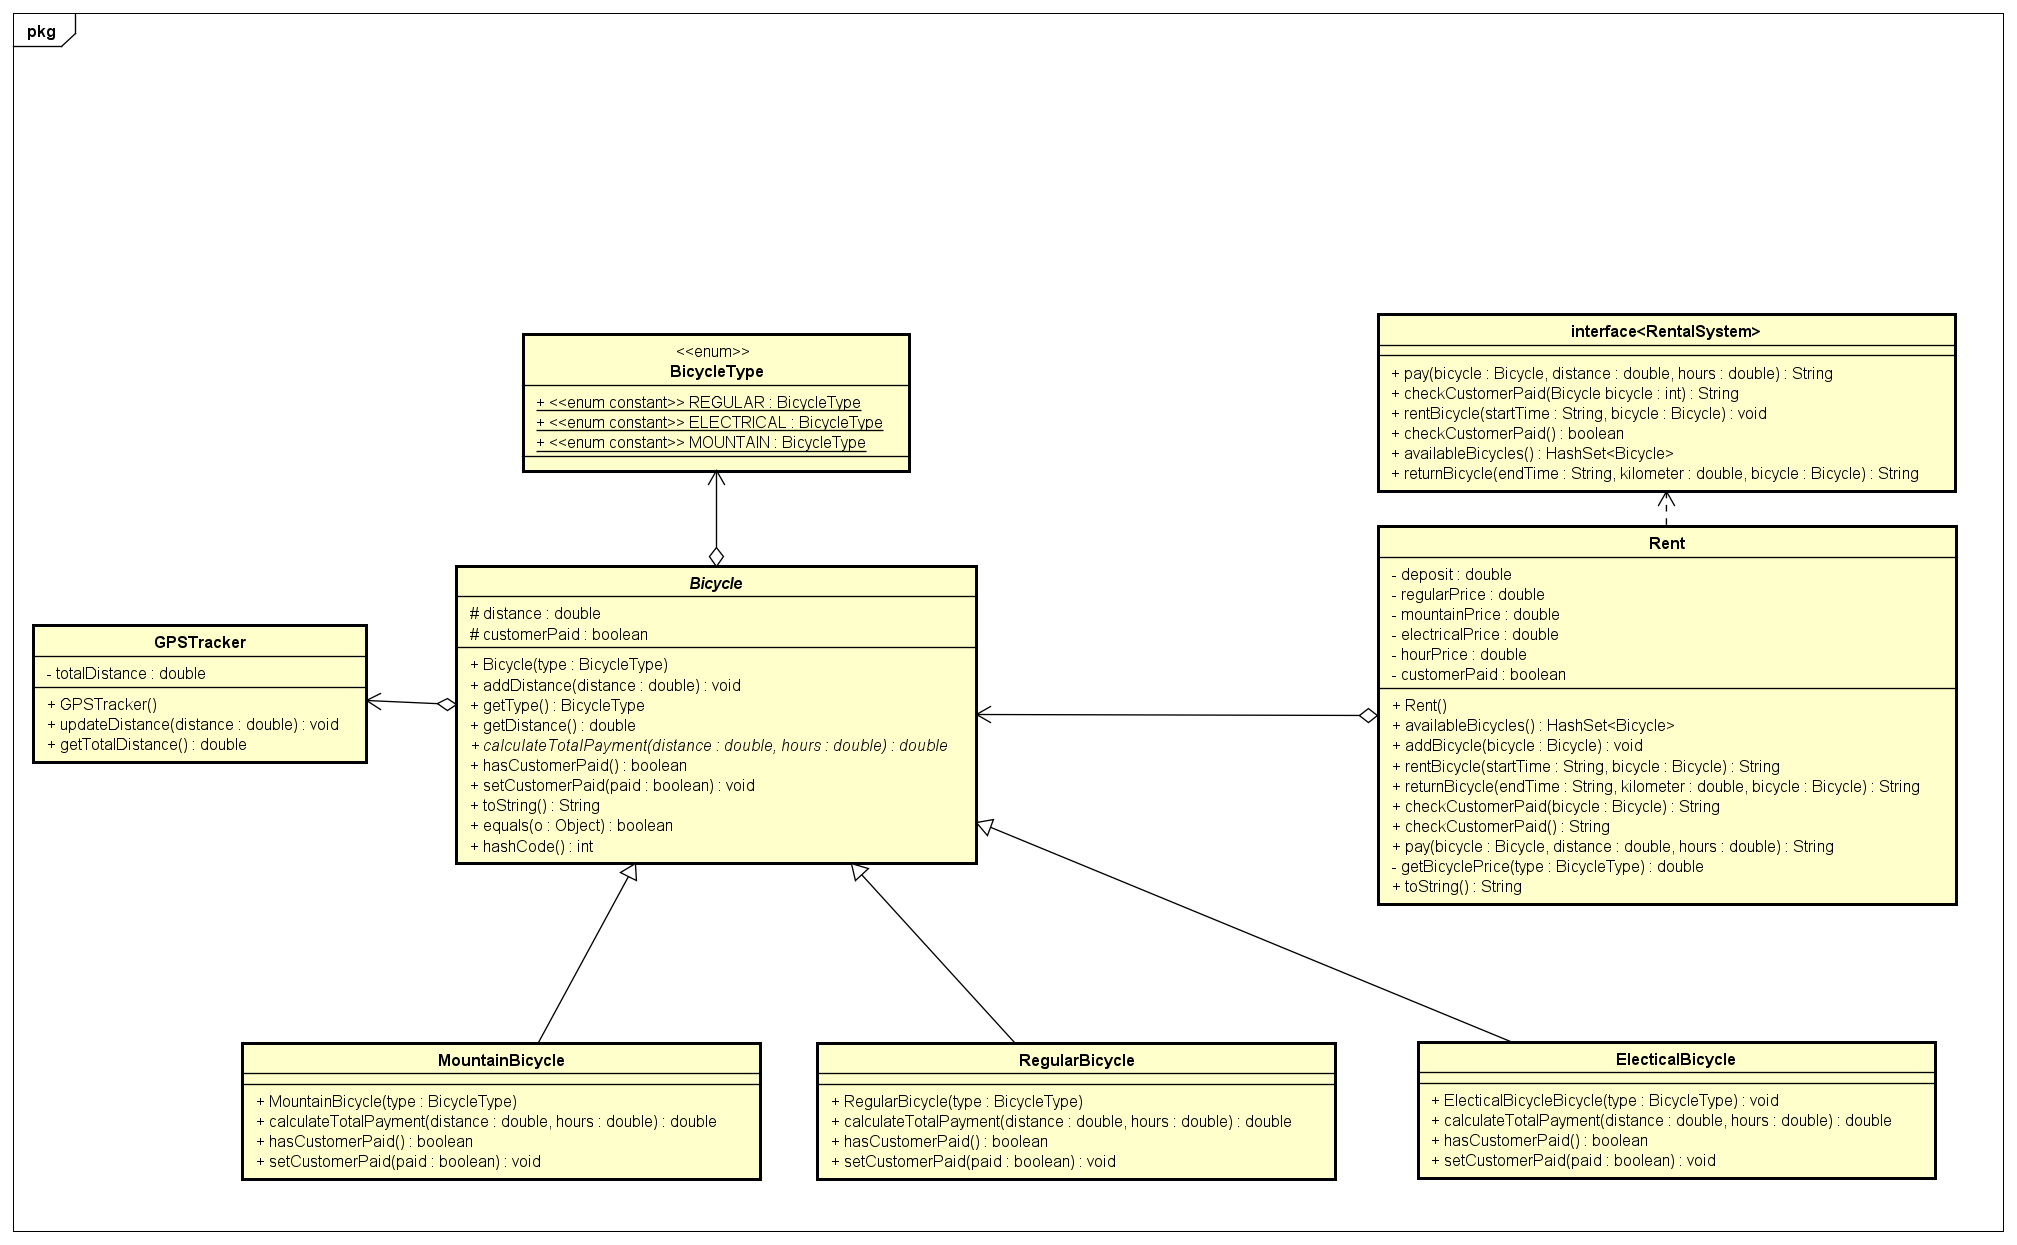 pkg
<<enum>>
BicycleType
+ <<enum constant>> REGULAR : BicycleType
+ <<enum constant>> ELECTRICAL : BicycleType
+ <<enum constant>> MOUNTAIN : BicycleType
interface<RentalSystem>
+ pay(bicycle : Bicycle, distance : double, hours : double) : String
+ checkCustomerPaid(Bicycle bicycle : int) : String
+ rentBicycle(startTime : String, bicycle : Bicycle) : void
+ checkCustomerPaid() : boolean
+ availableBicycles() : HashSet<Bicycle>
+ returnBicycle(endTime : String, kilometer : double, bicycle : Bicycle) : String
GPSTracker
- totalDistance : double
+ GPSTracker()
+ updateDistance(distance : double) : void
+ getTotalDistance() : double
Bicycle
# distance : double
# customerPaid : boolean
+ Bicycle(type : BicycleType)
+ addDistance(distance : double) : void
+ getType() : BicycleType
+ getDistance() : double
+ calculateTotalPayment(distance : double, hours : double) : double
+ hasCustomerPaid() : boolean
+ setCustomerPaid(paid : boolean) : void
+ toString() : String
+ equals(o : Object) : boolean
+ hashCode() : int
Rent
- deposit : double
- regularPrice : double
- mountainPrice : double
- electricalPrice : double
- hourPrice : double
- customerPaid : boolean
+ Rent()
+ availableBicycles() : HashSet<Bicycle>
+ addBicycle(bicycle : Bicycle) : void
+ rentBicycle(startTime : String, bicycle : Bicycle) : String
+ returnBicycle(endTime : String, kilometer : double, bicycle : Bicycle) : String
+ checkCustomerPaid(bicycle : Bicycle) : String
+ checkCustomerPaid() : String
+ pay(bicycle : Bicycle, distance : double, hours : double) : String
- getBicyclePrice(type : BicycleType) : double
+ toString() : String
MountainBicycle
+ MountainBicycle(type : BicycleType)
+ calculateTotalPayment(distance : double, hours : double) : double
+ hasCustomerPaid() : boolean
+ setCustomerPaid(paid : boolean) : void
RegularBicycle
+ RegularBicycle(type : BicycleType)
+ calculateTotalPayment(distance : double, hours : double) : double
+ hasCustomerPaid() : boolean
+ setCustomerPaid(paid : boolean) : void
ElecticalBicycle
+ ElecticalBicycleBicycle(type : BicycleType) : void
+ calculateTotalPayment(distance : double, hours : double) : double
+ hasCustomerPaid() : boolean
+ setCustomerPaid(paid : boolean) : void